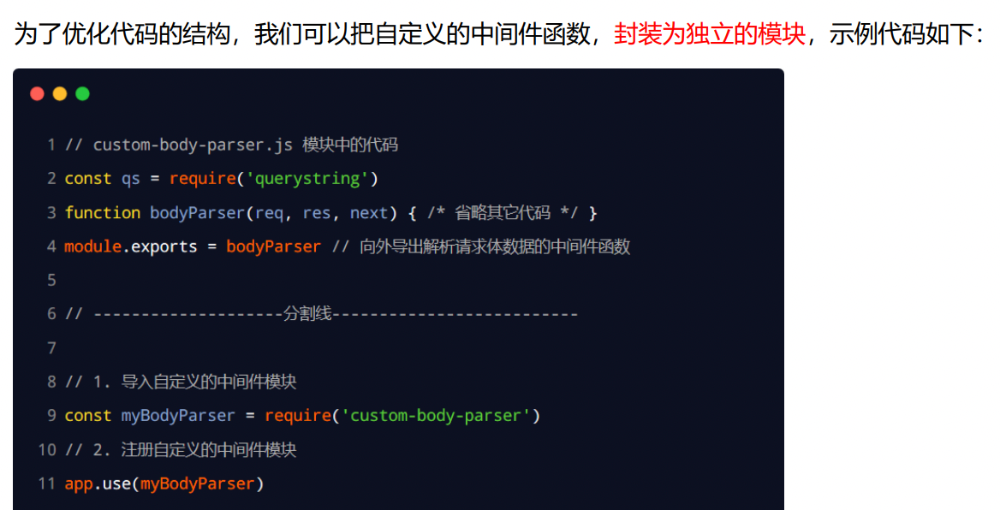 为了优化代码的结构，我们可以把自定义的中间件函数，封装为独立的模块，示例代码如下：
1 // custom-body-parser.js 模块中的代码
2 const qs = require('querystring')
3 function bodyParser(req, res, next) { /* 省略其它代码 */ }
4 module.exports = bodyParser // 向外导出解析请求体数据的中间件函数
5
6 // --------------------分割线--------------------------
7
8 // 1. 导入自定义的中间件模块
9 const myBodyParser = require('custom-body-parser')
10 // 2. 注册自定义的中间件模块
11 app.use(myBodyParser)